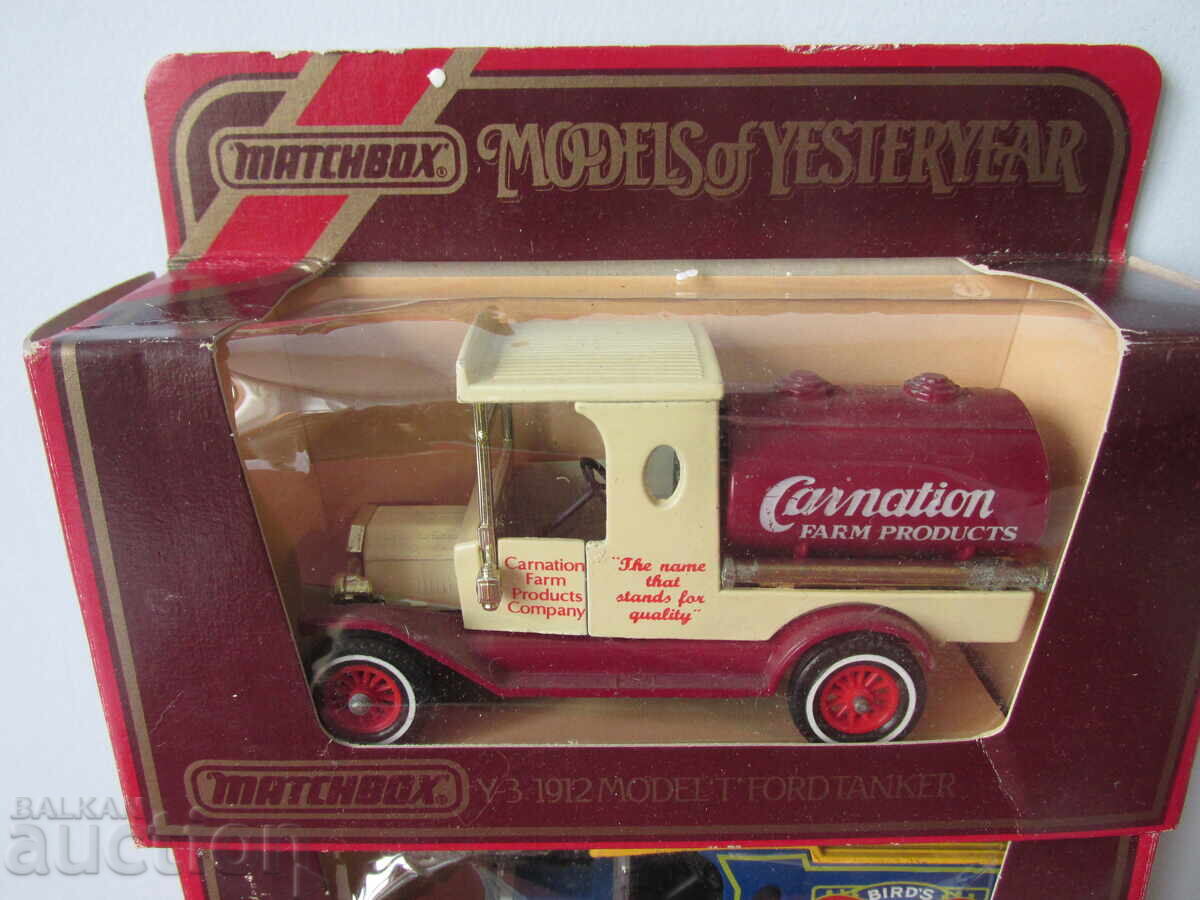 MATCHBOX®
MODELS of YESTERYEAR
Carnation
FARM PRODUCTS
Carnation
Farm
Products
Company
"The name
that
stands for
quality"
MATCHBOX Y-3 1912 MODEL 'T' FORD TANKER
BALKAN
auction
BIRD'S